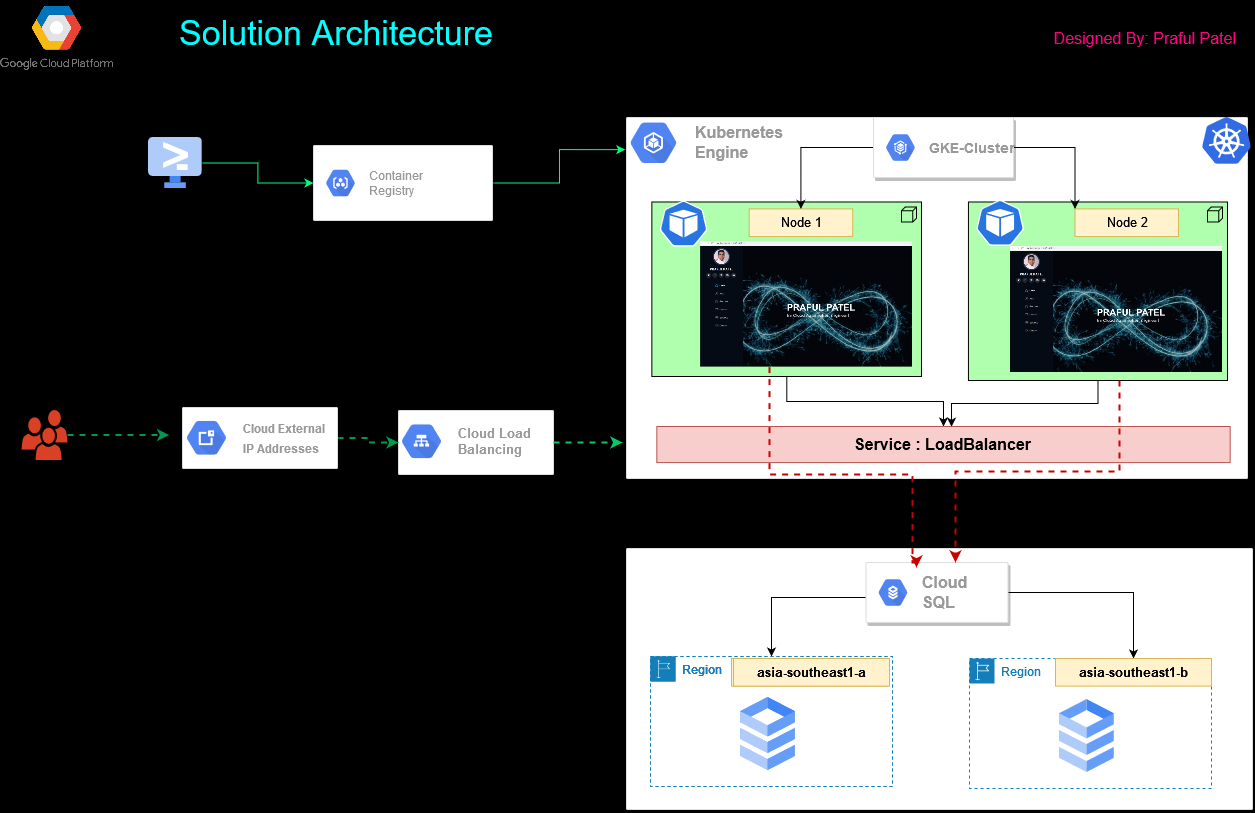 Solution Architecture
Designed By: Praful Patel
Google Cloud Platform
Kubernetes
Engine
GKE-Cluster
Container
Registry
Node 1
Node 2
PRAFUL PATEL
PRAFUL PATEL
Cloud External
IP Addresses
Cloud Load
Balancing
Service : LoadBalancer
Cloud
SQL
Region
asia-southeast1-a
Region
asia-southeast1-b